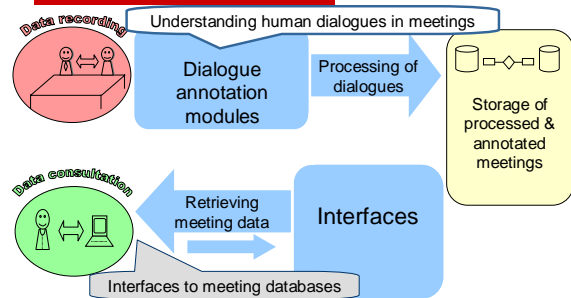 Understanding human dialogues in meetings
Data recording
Dialogue
annotation
modules
Processing of
dialogues
Storage of
processed &
annotated
meetings
Data consultation
Retrieving
meeting data
Interfaces
Interfaces to meeting databases